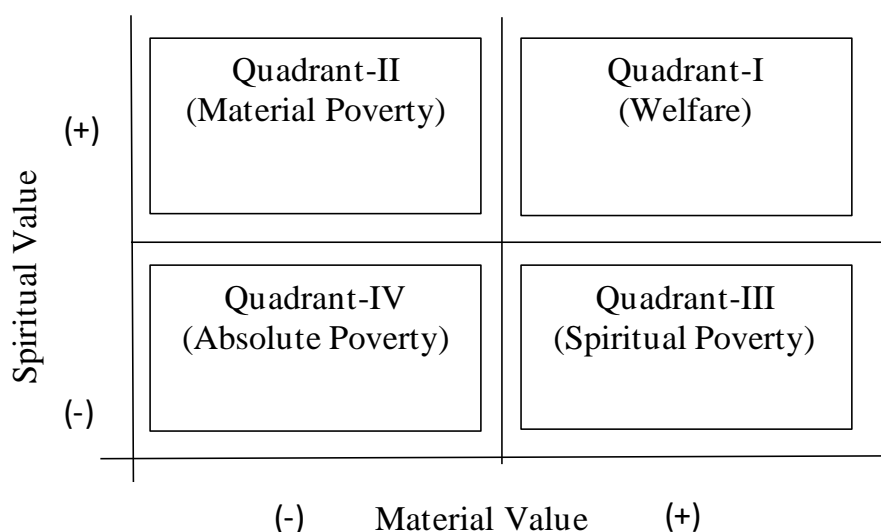 Quadrant-II
(Material Poverty)
Quadrant-I
(Welfare)
(+)
Spiritual Value
Quadrant-IV
(Absolute Poverty)
Quadrant-III
(Spiritual Poverty)
(-)
(-) Material Value (+)